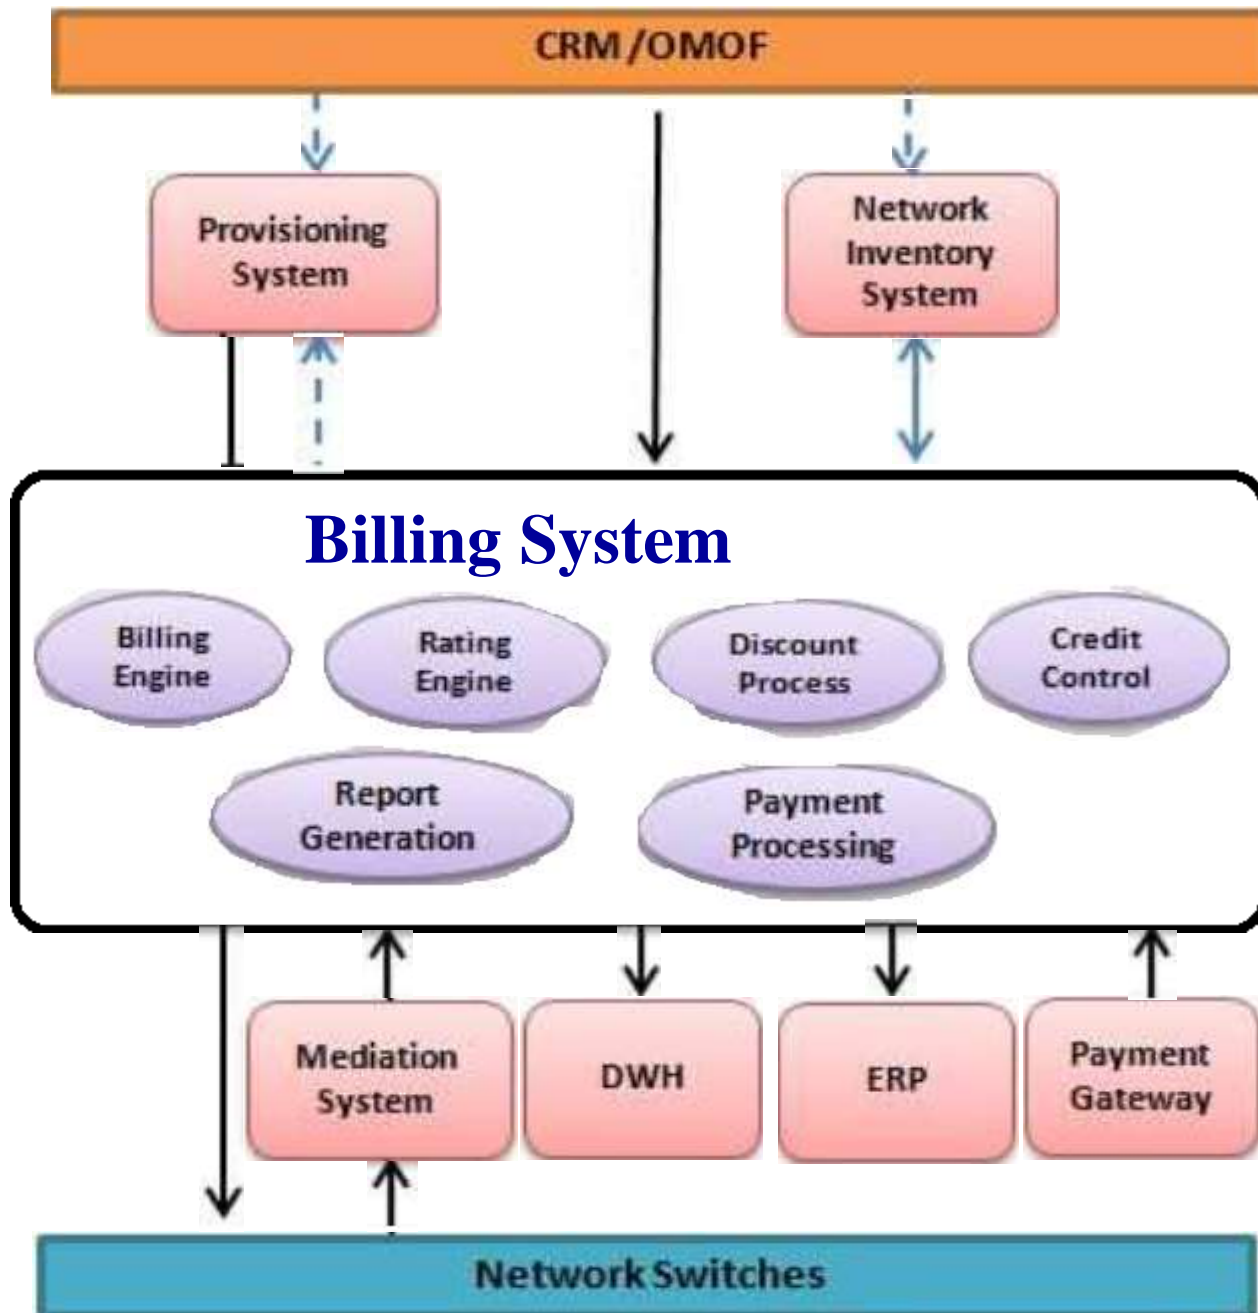 CRM /OMOF
Provisioning
System
Network
Inventory
System
Billing System
Billing
Engine
Rating
Engine
Discount
Process
Credit
Control
Report
Generation
Payment
Processing
Mediation
System
DWH
ERP
Payment
Gateway
Network Switches